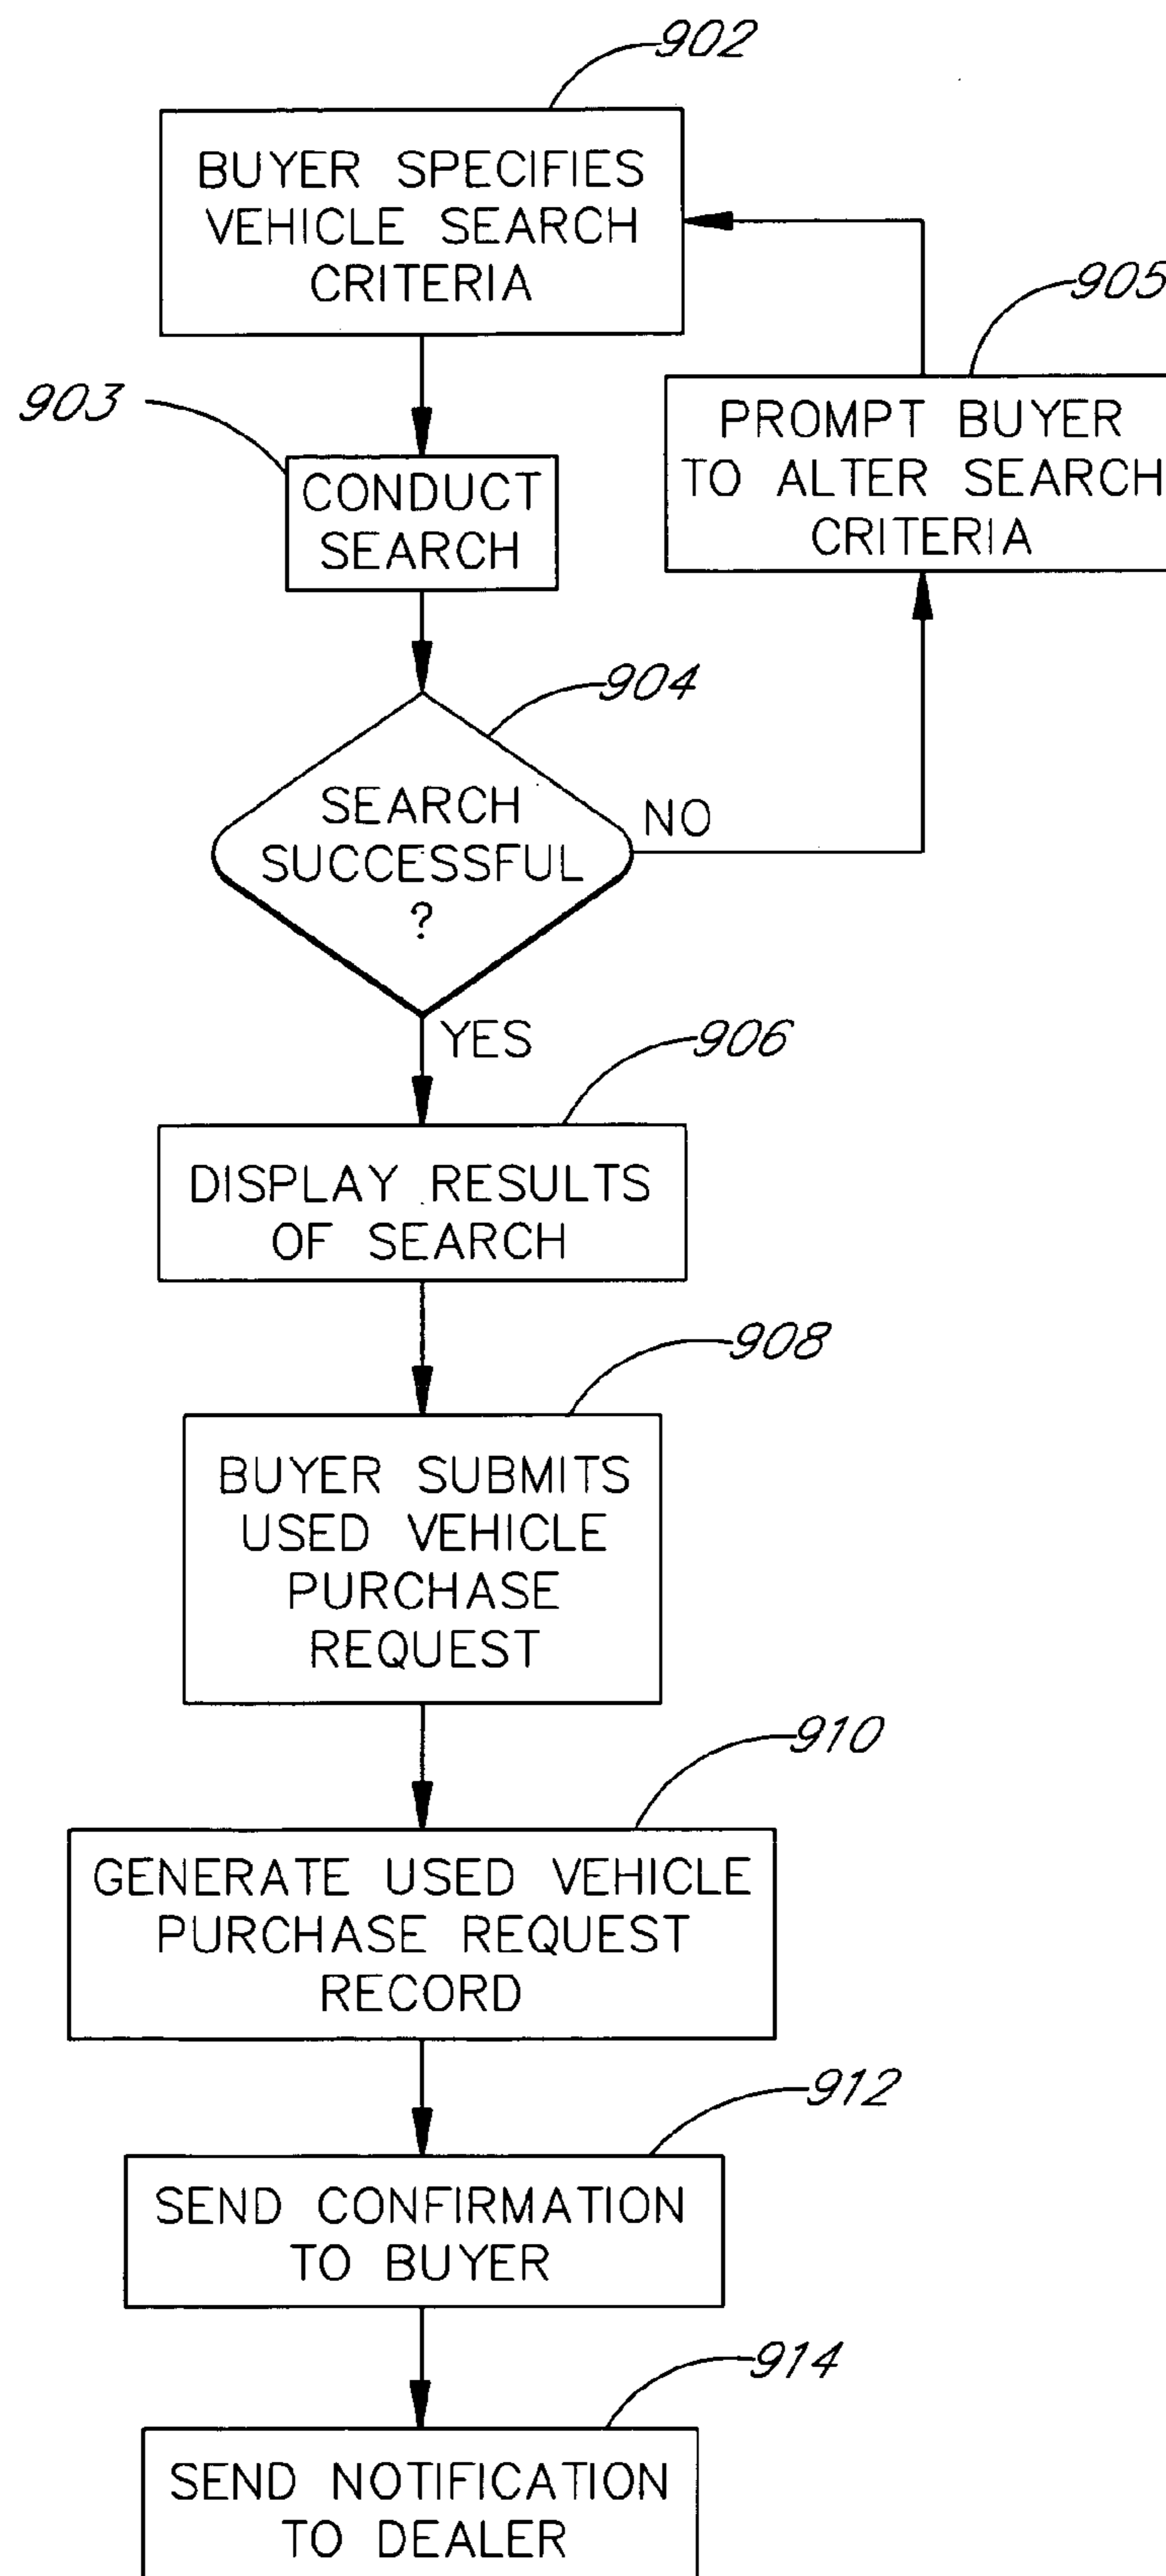 902
BUYER SPECIFIES
VEHICLE SEARCH
CRITERIA
905
PROMPT BUYER
TO ALTER SEARCH
CRITERIA
903
CONDUCT
SEARCH
904
SEARCH
SUCCESSFUL
?
NO
YES
906
DISPLAY RESULTS
OF SEARCH
908
BUYER SUBMITS
USED VEHICLE
PURCHASE
REQUEST
910
GENERATE USED VEHICLE
PURCHASE REQUEST
RECORD
912
SEND CONFIRMATION
TO BUYER
914
SEND NOTIFICATION
TO DEALER